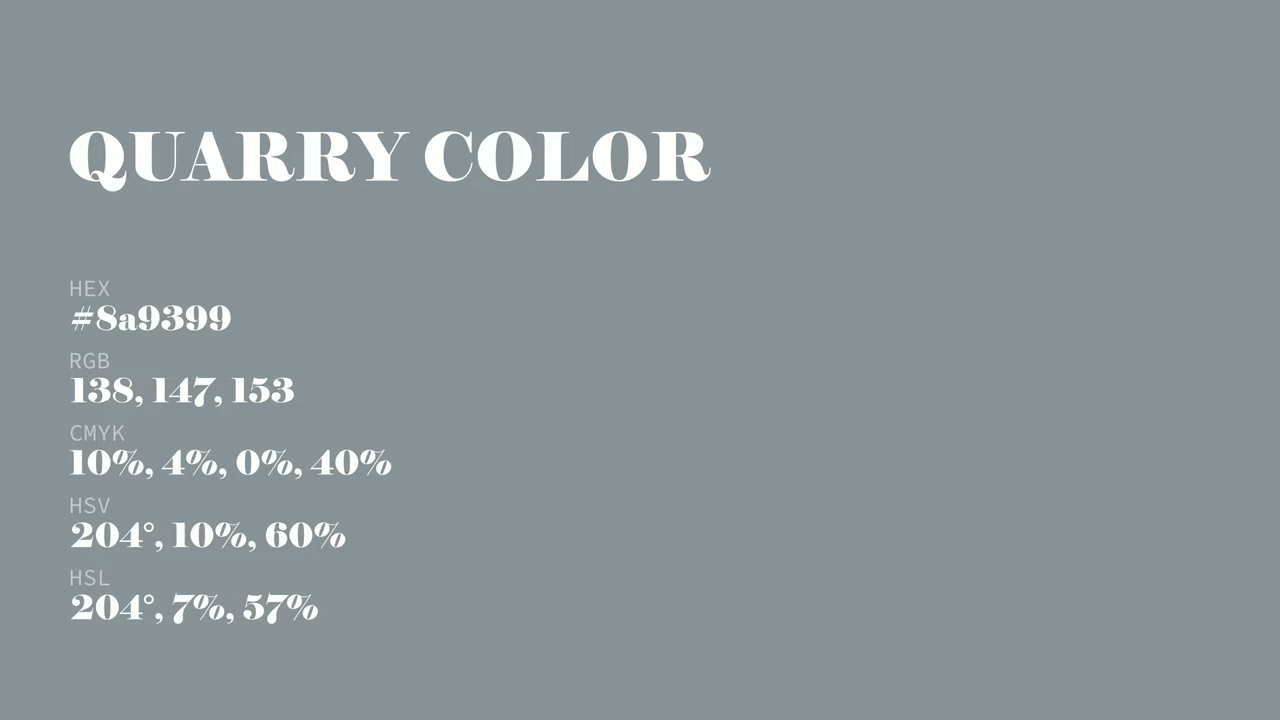 QUARRY COLOR
HEX
#8a9399
RGB
138, 147, 153
CMYK
10%, 4%, 0%, 40%
HSV
204°, 10%, 60%
HSL
204°, 7%, 57%